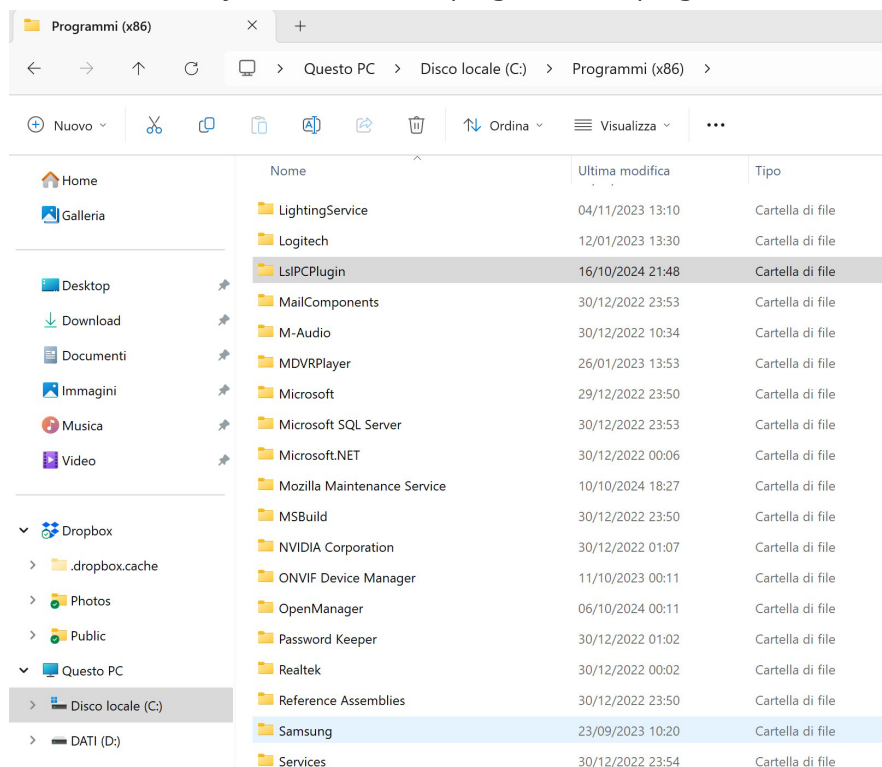 Programmi (x86)
Questo PC > Disco locale (C:) > Programmi (x86) >
Nuovo Ordina Visualizza
Nome Ultima modifica Tipo
Home
Galleria
Desktop
Download
Documenti
Immagini
Musica
Video
Dropbox
.dropbox.cache
Photos
Public
Questo PC
Disco locale (C:)
DATI (D:)
LightingService 04/11/2023 13:10 Cartella di file
Logitech 12/01/2023 13:30 Cartella di file
LsIPCPlugin 16/10/2024 21:48 Cartella di file
MailComponents 30/12/2022 23:53 Cartella di file
M-Audio 30/12/2022 10:34 Cartella di file
MDVRPlayer 26/01/2023 13:53 Cartella di file
Microsoft 29/12/2022 23:50 Cartella di file
Microsoft SQL Server 30/12/2022 23:53 Cartella di file
Microsoft.NET 30/12/2022 00:06 Cartella di file
Mozilla Maintenance Service 10/10/2024 18:27 Cartella di file
MSBuild 30/12/2022 23:50 Cartella di file
NVIDIA Corporation 30/12/2022 01:07 Cartella di file
ONVIF Device Manager 11/10/2023 00:11 Cartella di file
OpenManager 06/10/2024 00:11 Cartella di file
Password Keeper 30/12/2022 01:02 Cartella di file
Realtek 30/12/2022 00:02 Cartella di file
Reference Assemblies 30/12/2022 23:50 Cartella di file
Samsung 23/09/2023 10:20 Cartella di file
Services 30/12/2022 23:54 Cartella di file